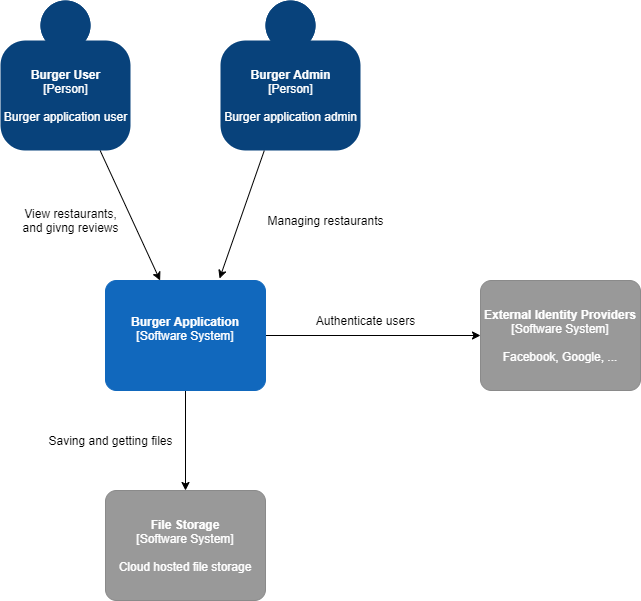 Burger User
[Person]
Burger application user
Burger Admin
[Person]
Burger application admin
View restaurants,
and givng reviews
Managing restaurants
Burger Application
[Software System]
Authenticate users
External Identity Providers
[Software System]
Facebook, Google, ...
Saving and getting files
File Storage
[Software System]
Cloud hosted file storage